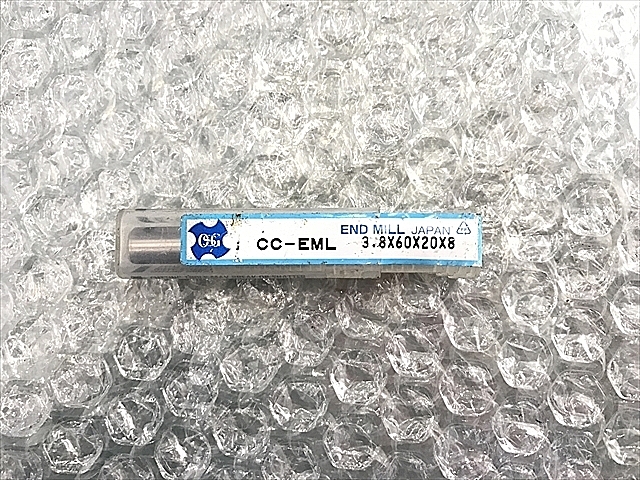 OSG
END MILL JAPAN
CC-EML 3.8X60X20X8